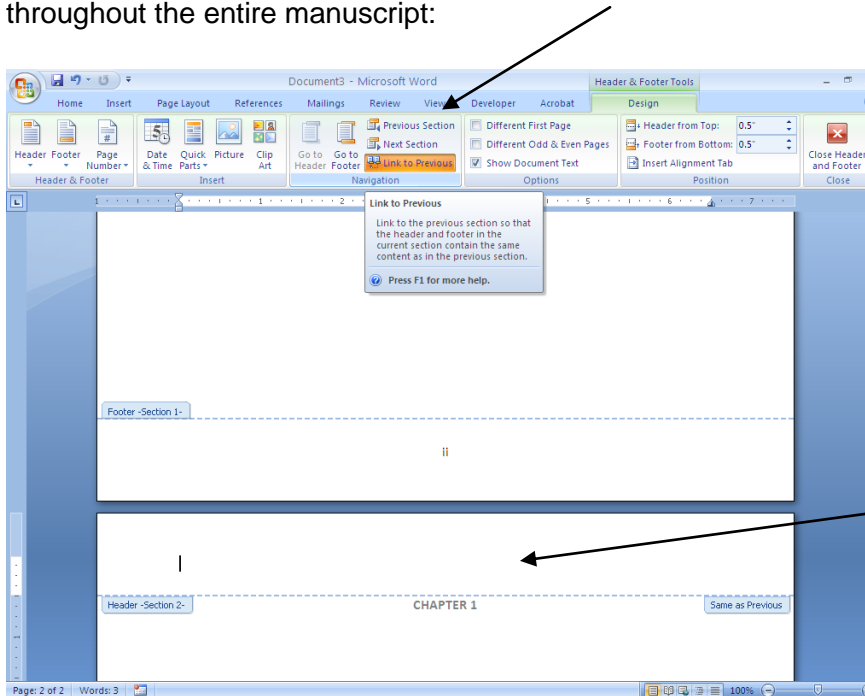 throughout the entire manuscript:
Document3 - Microsoft Word
Header & Footer Tools
Home Insert Page Layout References Mailings Review View Developer Acrobat Design
Header Footer Page Number
Date & Time Quick Parts Picture Clip Art
Go to Header Go to Footer
Previous Section
Next Section
Link to Previous
Different First Page
Different Odd & Even Pages
Show Document Text
Header from Top: 0.5"
Footer from Bottom: 0.5"
Insert Alignment Tab
Close Header and Footer
Header & Footer Insert Navigation Options Position Close
L
1 1 2 5 6 7
Link to Previous
Link to the previous section so that
the header and footer in the
current section contain the same
content as in the previous section.
Press F1 for more help.
Footer -Section 1-
ii
Header -Section 2-
CHAPTER 1
Same as Previous
Page: 2 of 2 Words: 3 100%